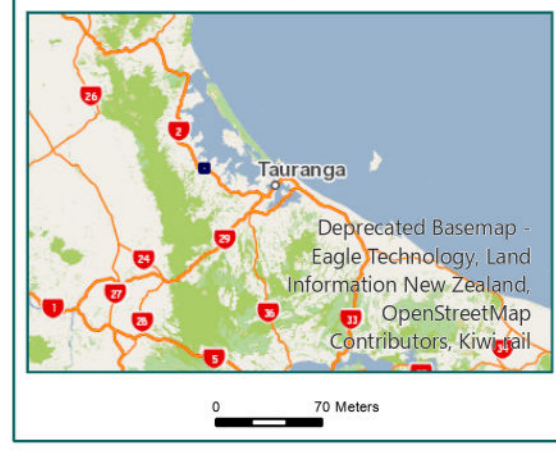 26
2
Tauranga
29
Deprecated Basemap -
Eagle Technology, Land
Information New Zealand,
OpenStreetMap
Contributors, Kiwi rail
24
27
1
28
36
33
5
34
0 70 Meters